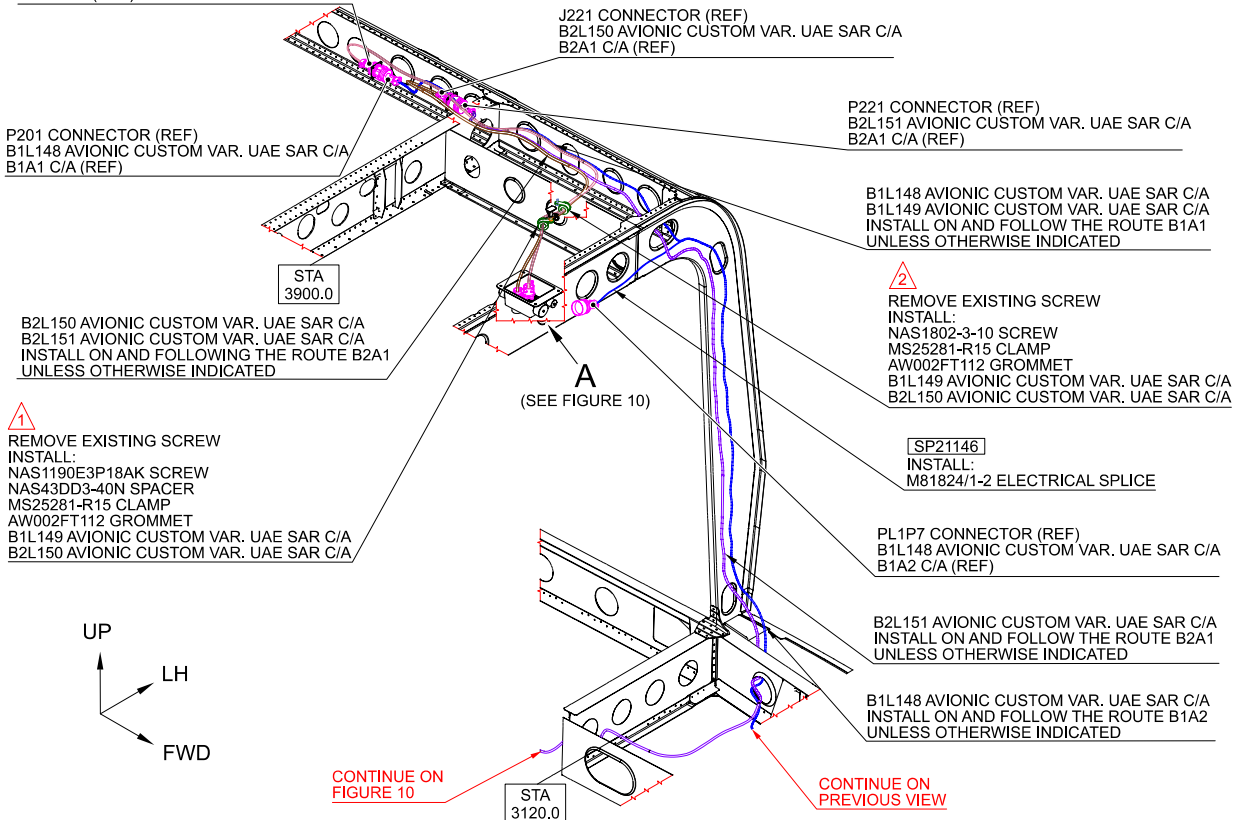 J221 CONNECTOR (REF)
B2L150 AVIONIC CUSTOM VAR. UAE SAR C/A
B2A1 C/A (REF)
P221 CONNECTOR (REF)
B2L151 AVIONIC CUSTOM VAR. UAE SAR C/A
B2A1 C/A (REF)
P201 CONNECTOR (REF)
B1L148 AVIONIC CUSTOM VAR. UAE SAR C/A
B1A1 C/A (REF)
B1L148 AVIONIC CUSTOM VAR. UAE SAR C/A
B1L149 AVIONIC CUSTOM VAR. UAE SAR C/A
INSTALL ON AND FOLLOW THE ROUTE B1A1
UNLESS OTHERWISE INDICATED
STA
3900.0
2
REMOVE EXISTING SCREW
INSTALL:
NAS1802-3-10 SCREW
MS25281-R15 CLAMP
AW002FT112 GROMMET
B1L149 AVIONIC CUSTOM VAR. UAE SAR C/A
B2L150 AVIONIC CUSTOM VAR. UAE SAR C/A
B2L150 AVIONIC CUSTOM VAR. UAE SAR C/A
B2L151 AVIONIC CUSTOM VAR. UAE SAR C/A
INSTALL ON AND FOLLOWING THE ROUTE B2A1
UNLESS OTHERWISE INDICATED
A
(SEE FIGURE 10)
1
REMOVE EXISTING SCREW
INSTALL:
NAS1190E3P18AK SCREW
NAS43DD3-40N SPACER
MS25281-R15 CLAMP
AW002FT112 GROMMET
B1L149 AVIONIC CUSTOM VAR. UAE SAR C/A
B2L150 AVIONIC CUSTOM VAR. UAE SAR C/A
SP21146
INSTALL:
M81824/1-2 ELECTRICAL SPLICE
PL1P7 CONNECTOR (REF)
B1L148 AVIONIC CUSTOM VAR. UAE SAR C/A
B1A2 C/A (REF)
B2L151 AVIONIC CUSTOM VAR. UAE SAR C/A
INSTALL ON AND FOLLOW THE ROUTE B2A1
UNLESS OTHERWISE INDICATED
UP
LH
FWD
B1L148 AVIONIC CUSTOM VAR. UAE SAR C/A
INSTALL ON AND FOLLOW THE ROUTE B1A2
UNLESS OTHERWISE INDICATED
CONTINUE ON
FIGURE 10
STA
3120.0
CONTINUE ON
PREVIOUS VIEW